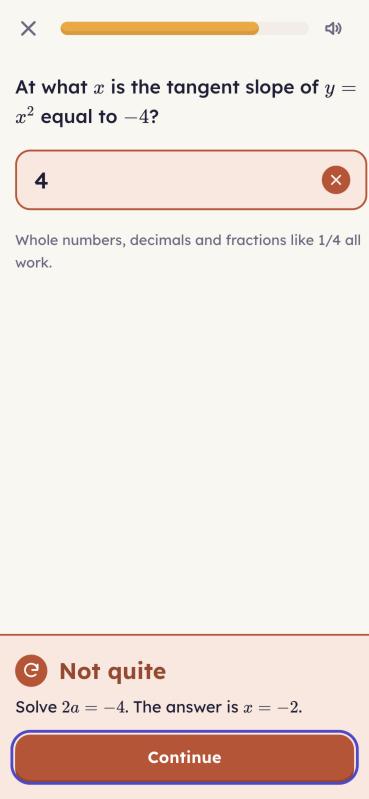 At what x is the tangent slope of y =
x² equal to −4?
4
Whole numbers, decimals and fractions like 1/4 all
work.
Not quite
Solve 2a = −4. The answer is x = −2.
Continue